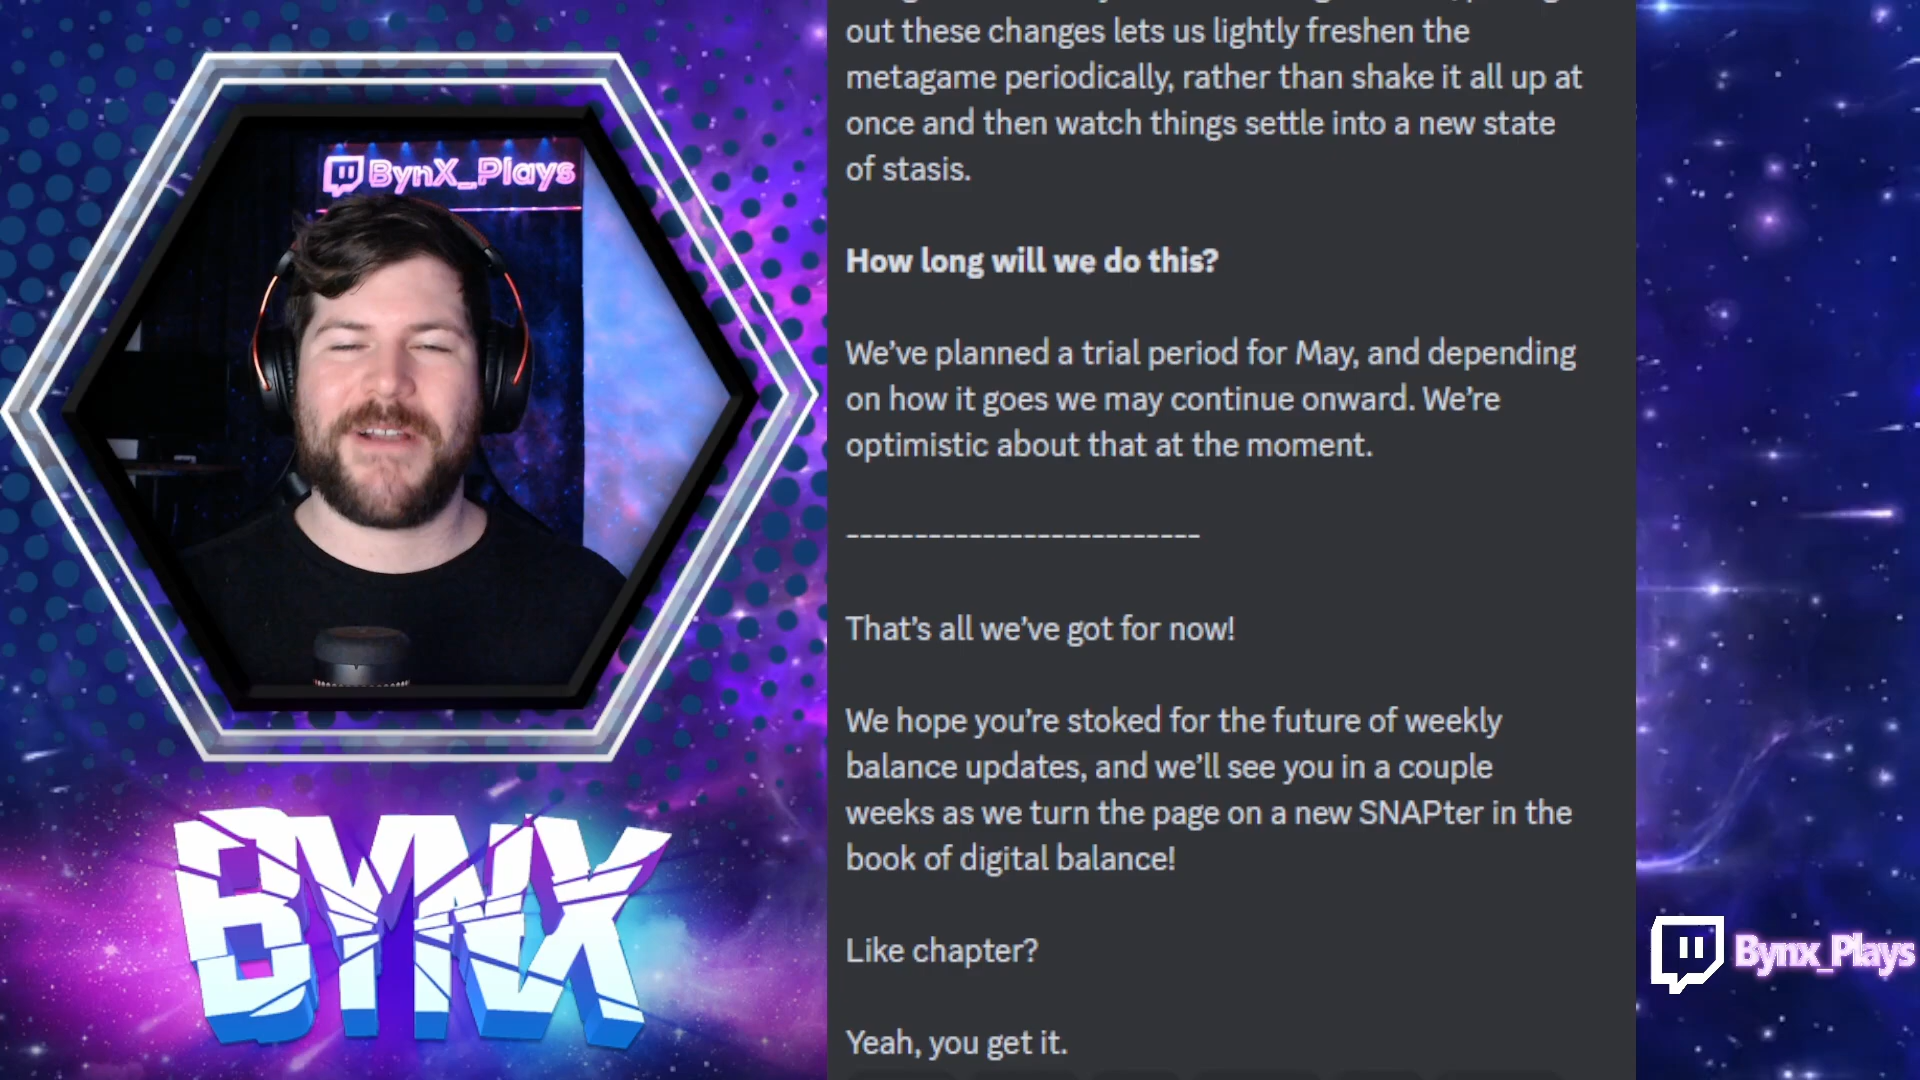 BynX_Plays
out these changes lets us lightly freshen the
metagame periodically, rather than shake it all up at
once and then watch things settle into a new state
of stasis.
How long will we do this?
We’ve planned a trial period for May, and depending
on how it goes we may continue onward. We’re
optimistic about that at the moment.
--------------------------
That’s all we’ve got for now!
We hope you’re stoked for the future of weekly
balance updates, and we’ll see you in a couple
weeks as we turn the page on a new SNAPter in the
book of digital balance!
Like chapter?
Yeah, you get it.
BYNX
Bynx_Plays